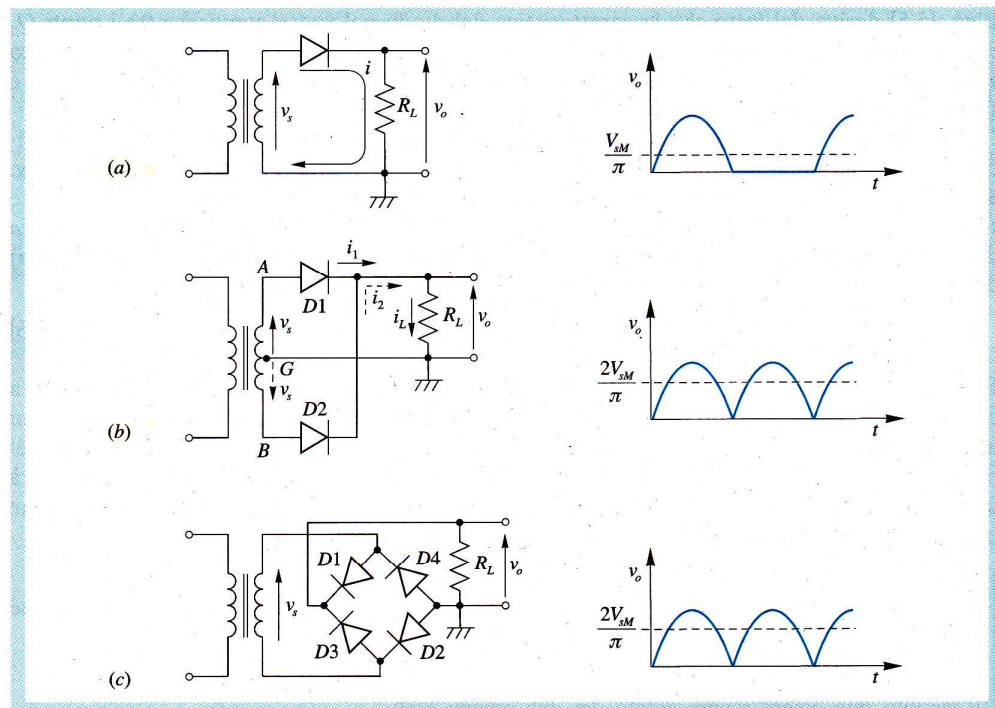 i
v_s
R_L
v_o
(a)
v_o
V_sM
π
t
A
i_1
D1
i_2
v_s
i_L
R_L
v_o
G
v_s
D2
(b)
B
v_o
2V_sM
π
t
D1
D4
R_L
v_o
v_s
D3
D2
(c)
v_o
2V_sM
π
t